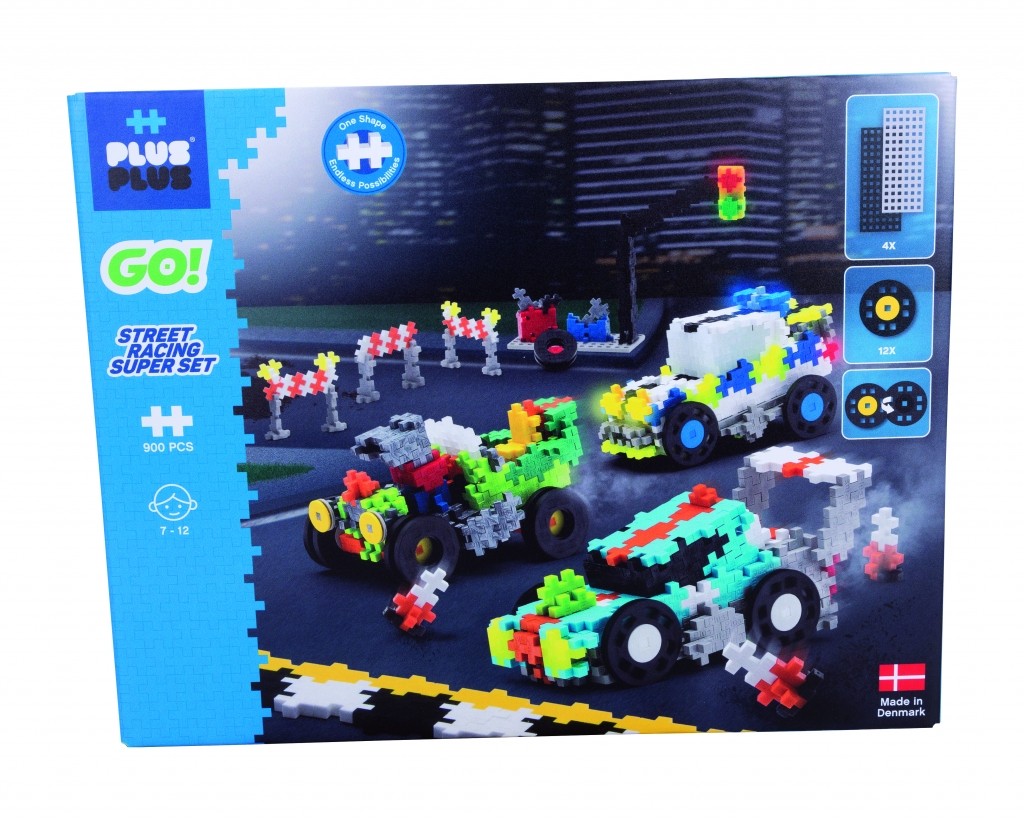 PLUS®
PLUS
GO!
STREET
RACING
SUPER SET
900 PCS
7 - 12
One Shape
Endless Possibilities
4X
12X
Made in
Denmark